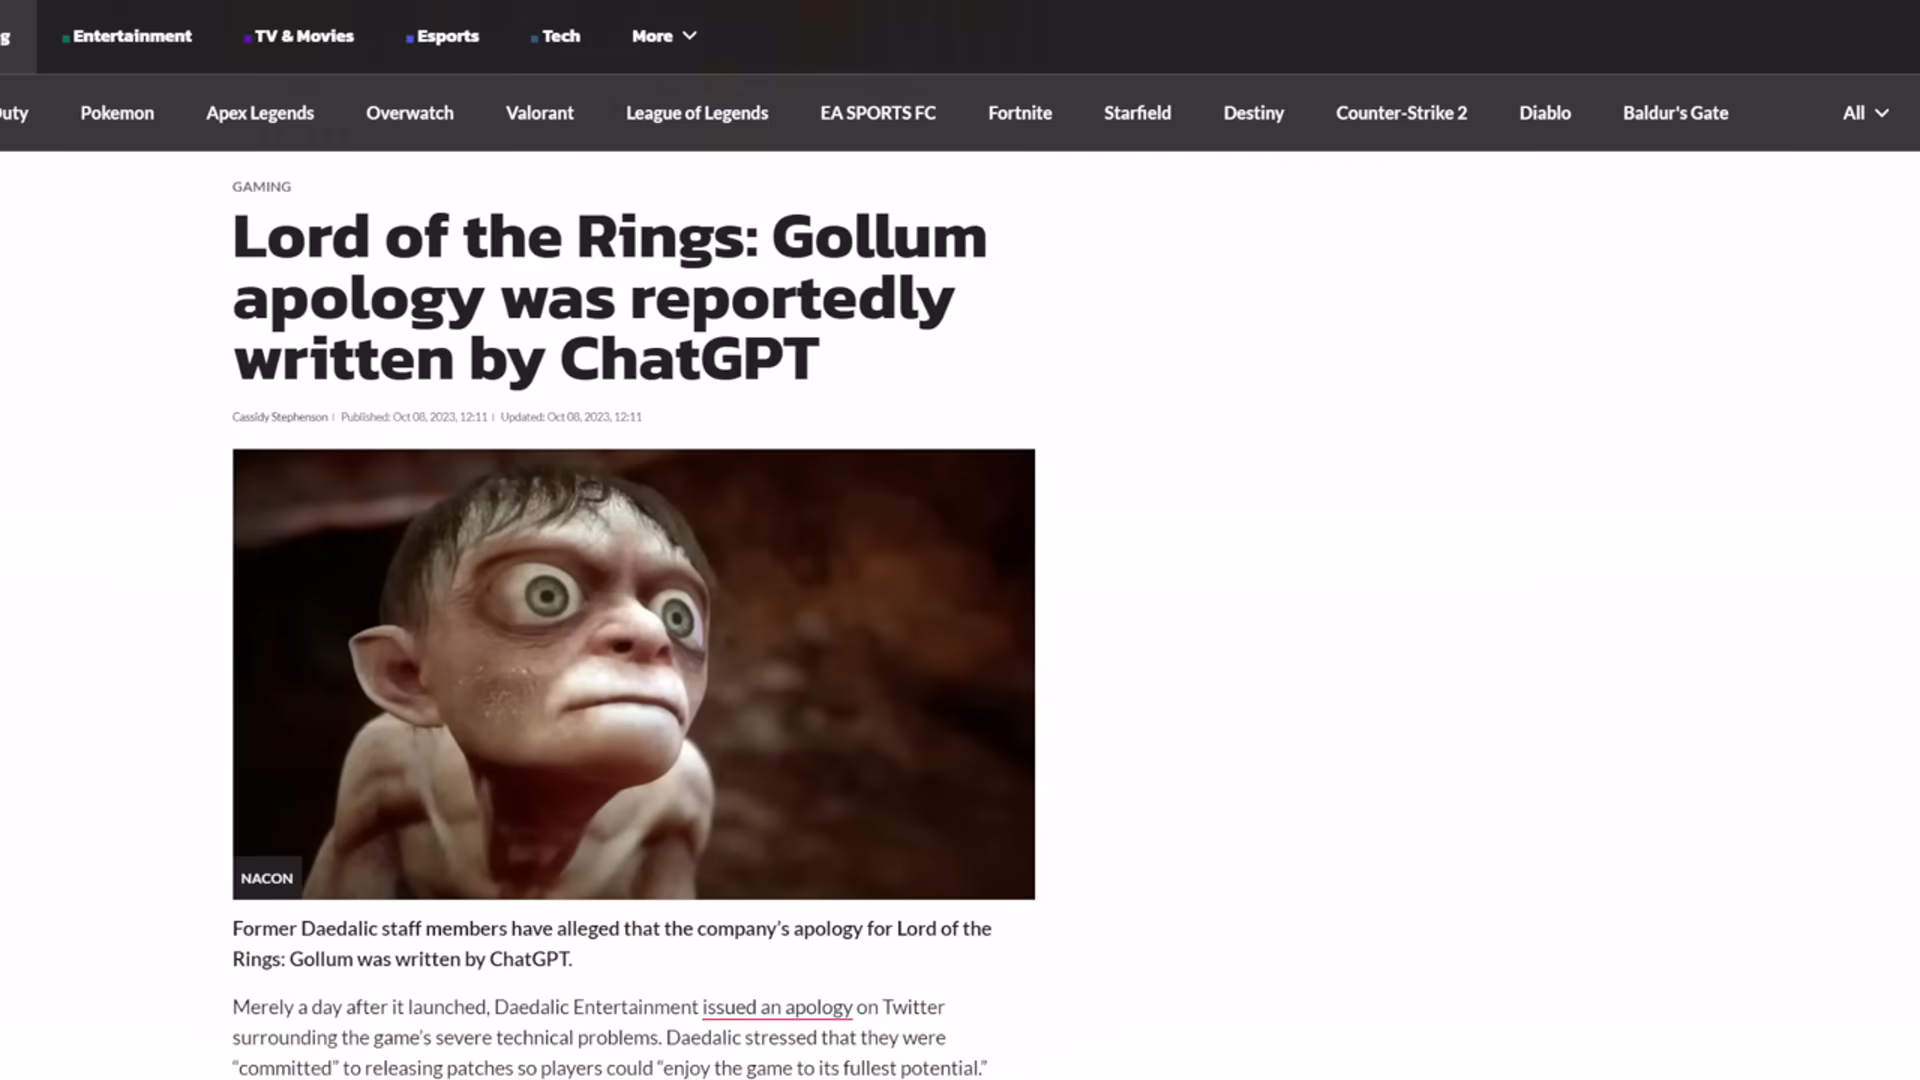 Entertainment TV & Movies Esports Tech More
Pokemon Apex Legends Overwatch Valorant League of Legends EA SPORTS FC Fortnite Starfield Destiny Counter-Strike 2 Diablo Baldur's Gate All
GAMING
Lord of the Rings: Gollum
apology was reportedly
written by ChatGPT
Cassidy Stephenson | Published: Oct 08, 2023, 12:11 | Updated: Oct 08, 2023, 12:11
NACON
Former Daedalic staff members have alleged that the company’s apology for Lord of the
Rings: Gollum was written by ChatGPT.
Merely a day after it launched, Daedalic Entertainment issued an apology on Twitter
surrounding the game’s severe technical problems. Daedalic stressed that they were
“committed” to releasing patches so players could “enjoy the game to its fullest potential.”